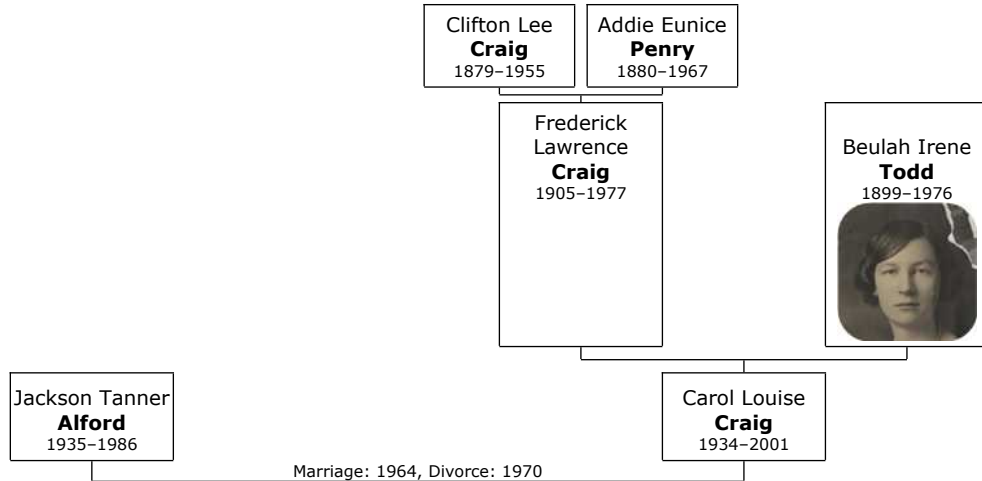 Clifton Lee
Craig
1879–1955
Addie Eunice
Penry
1880–1967
Frederick
Lawrence
Craig
1905–1977
Beulah Irene
Todd
1899–1976
Jackson Tanner
Alford
1935–1986
Carol Louise
Craig
1934–2001
Marriage: 1964, Divorce: 1970